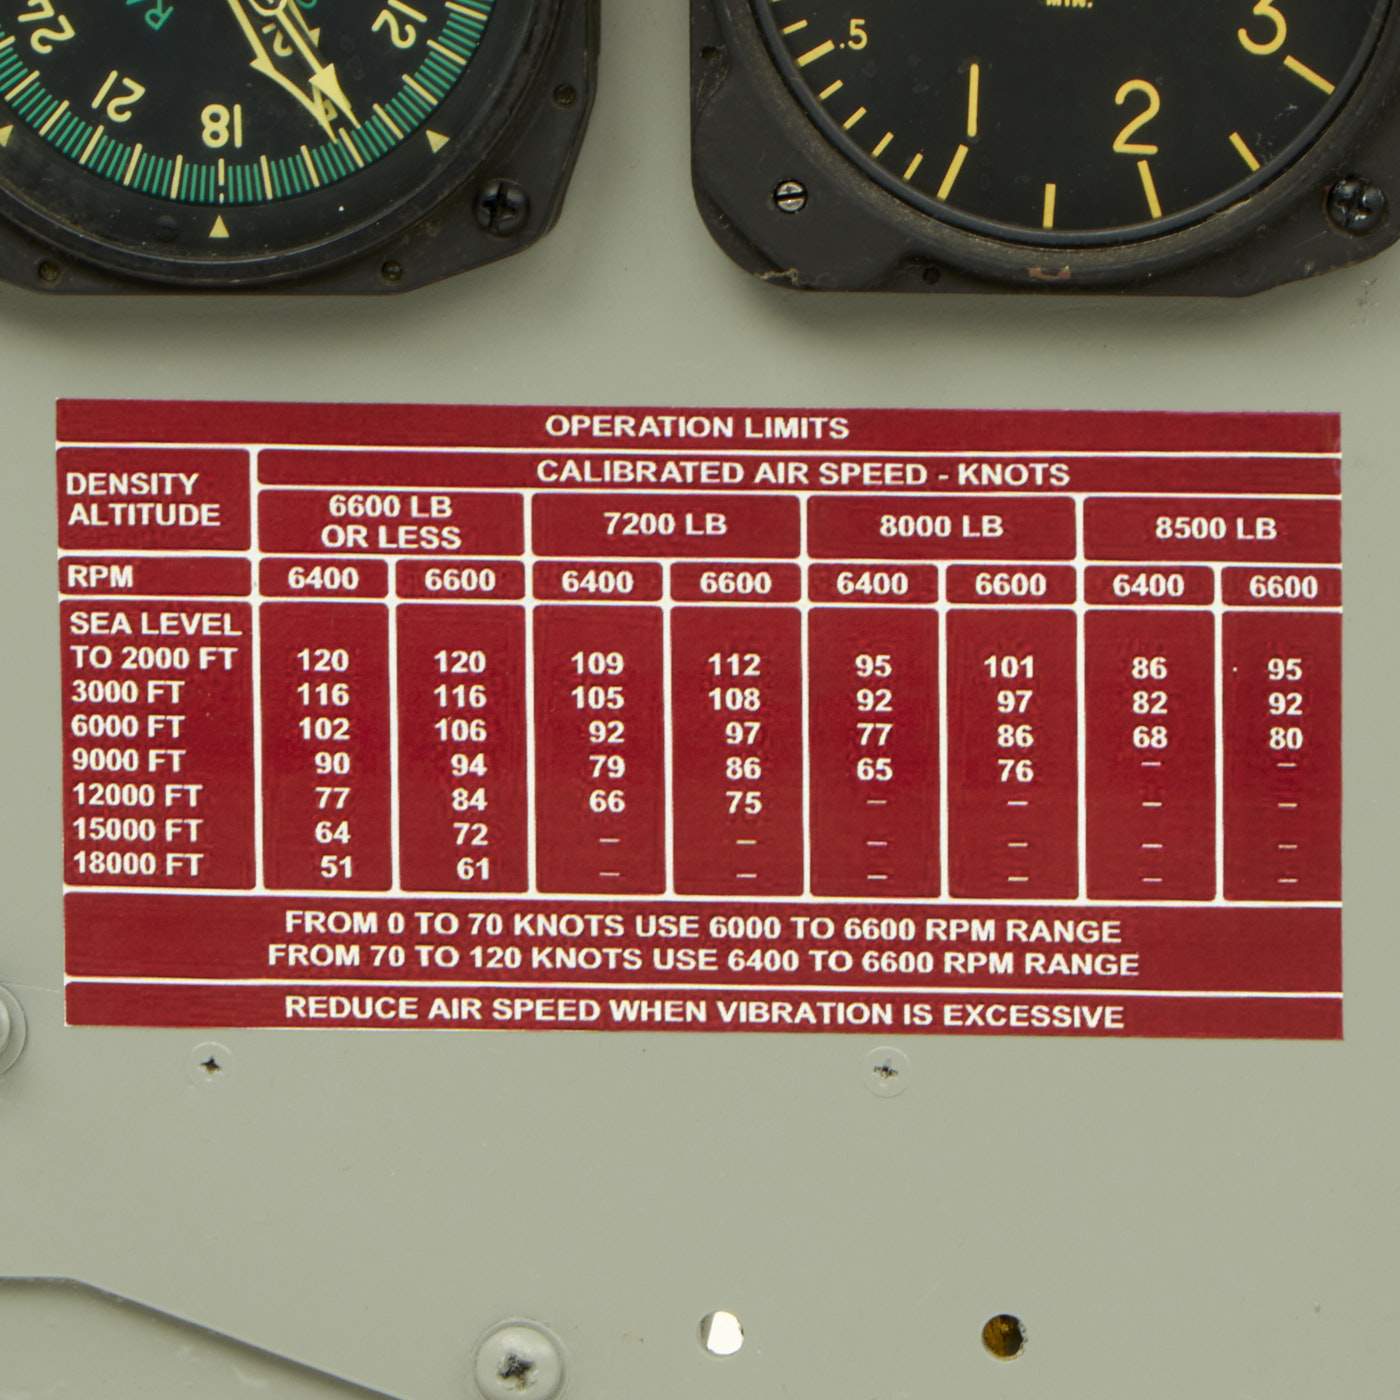 24
21
18
12
.5
1
2
3
MIN.
OPERATION LIMITS
DENSITY ALTITUDE
CALIBRATED AIR SPEED - KNOTS
6600 LB OR LESS 7200 LB 8000 LB 8500 LB
RPM 6400 6600 6400 6600 6400 6600 6400 6600
SEA LEVEL
TO 2000 FT 120 120 109 112 95 101 86 95
3000 FT 116 116 105 108 92 97 82 92
6000 FT 102 106 92 97 77 86 68 80
9000 FT 90 94 79 86 65 76 – –
12000 FT 77 84 66 75 – – – –
15000 FT 64 72 – – – – – –
18000 FT 51 61 – – – – – –
FROM 0 TO 70 KNOTS USE 6000 TO 6600 RPM RANGE
FROM 70 TO 120 KNOTS USE 6400 TO 6600 RPM RANGE
REDUCE AIR SPEED WHEN VIBRATION IS EXCESSIVE